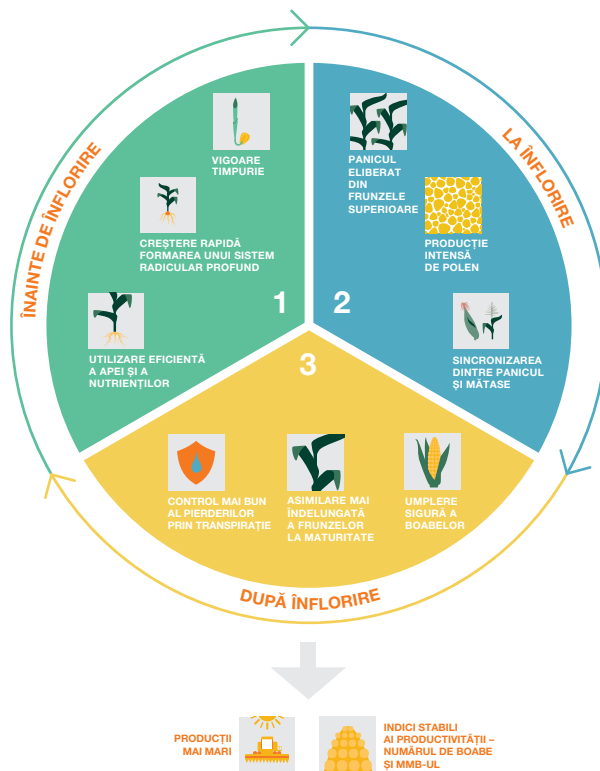 ÎNAINTE DE ÎNFLORIRE
1
VIGOARE
TIMPURIE
CREȘTERE RAPIDĂ
FORMAREA UNUI SISTEM
RADICULAR PROFUND
UTILIZARE EFICIENTĂ
A APEI ȘI A
NUTRIENȚILOR
LA ÎNFLORIRE
2
PANICUL
ELIBERAT
DIN
FRUNZELE
SUPERIOARE
PRODUCȚIE
INTENSĂ
DE POLEN
SINCRONIZAREA
DINTRE PANICUL
ȘI MĂTASE
3
CONTROL MAI BUN
AL PIERDERILOR
PRIN TRANSPIRAȚIE
ASIMILARE MAI
ÎNDELUNGATĂ
A FRUNZELOR
LA MATURITATE
UMPLERE
SIGURĂ A
BOABELOR
DUPĂ ÎNFLORIRE
PRODUCȚII
MAI MARI
INDICI STABILI
AI PRODUCTIVITĂȚII –
NUMĂRUL DE BOABE
ȘI MMB-UL